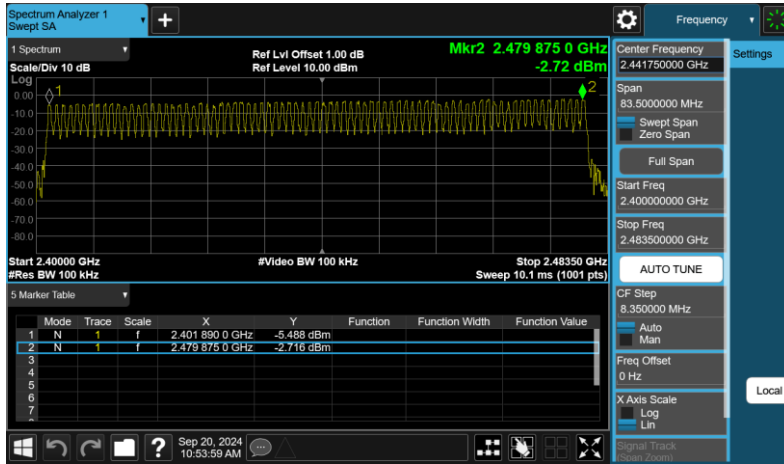 Spectrum Analyzer 1
Swept SA
+
Frequency
1 Spectrum
Scale/Div 10 dB
Ref Lvl Offset 1.00 dB
Ref Level 10.00 dBm
Mkr2 2.479 875 0 GHz
-2.72 dBm
Log
0.00
-10.0
-20.0
-30.0
-40.0
-50.0
-60.0
-70.0
-80.0
1
2
Start 2.40000 GHz
#Res BW 100 kHz
#Video BW 100 kHz
Stop 2.48350 GHz
Sweep 10.1 ms (1001 pts)
5 Marker Table
Mode Trace Scale X Y Function Function Width Function Value
1 N 1 f 2.401 890 0 GHz -5.488 dBm
2 N 1 f 2.479 875 0 GHz -2.716 dBm
3
4
5
6
7
Sep 20, 2024
10:53:59 AM
?
Center Frequency
2.441750000 GHz
Settings
Span
83.5000000 MHz
Swept Span
Zero Span
Full Span
Start Freq
2.400000000 GHz
Stop Freq
2.483500000 GHz
AUTO TUNE
CF Step
8.350000 MHz
Auto
Man
Freq Offset
0 Hz
X Axis Scale
Log
Lin
Signal Track
(Span Zoom)
Local